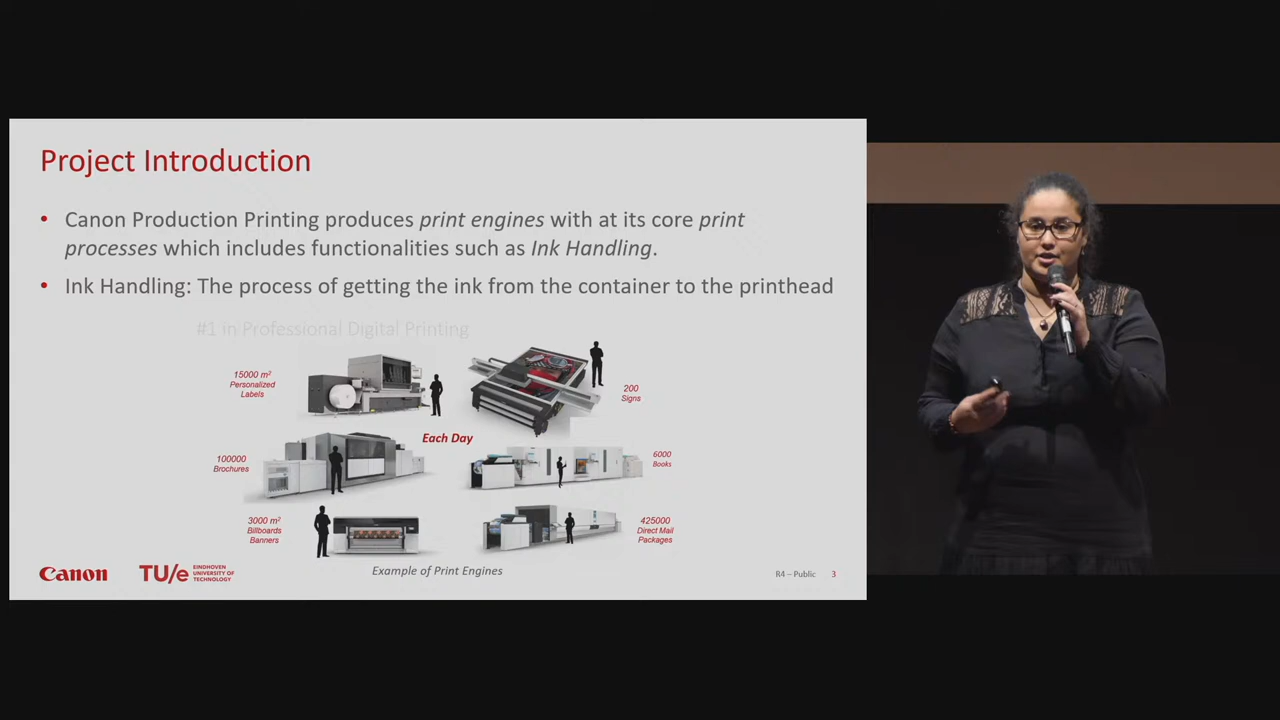 Project Introduction
• Canon Production Printing produces print engines with at its core print
processes which includes functionalities such as Ink Handling.
• Ink Handling: The process of getting the ink from the container to the printhead
#1 in Professional Digital Printing
15000 m²
Personalized
Labels
200
Signs
Each Day
100000
Brochures
6000
Books
3000 m²
Billboards
Banners
425000
Direct Mail
Packages
Example of Print Engines
Canon
TU/e
EINDHOVEN
UNIVERSITY OF
TECHNOLOGY
R4 – Public 3